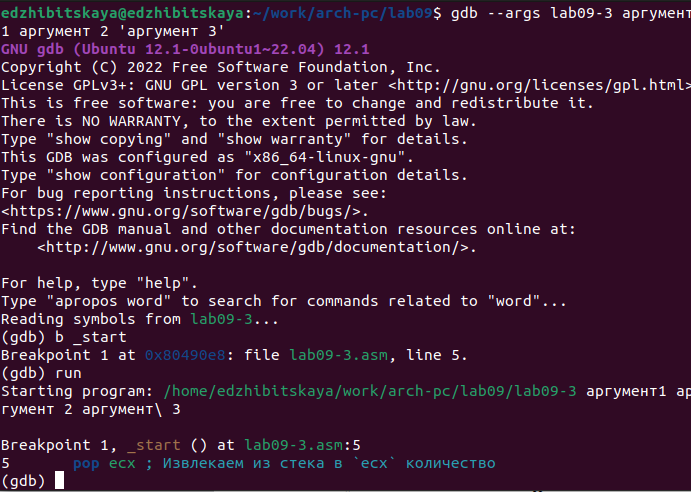 edzhibitskaya@edzhibitskaya:~/work/arch-pc/lab09$ gdb --args lab09-3 аргумент
1 аргумент 2 'аргумент 3'
GNU gdb (Ubuntu 12.1-0ubuntu1~22.04) 12.1
Copyright (C) 2022 Free Software Foundation, Inc.
License GPLv3+: GNU GPL version 3 or later <http://gnu.org/licenses/gpl.html>
This is free software: you are free to change and redistribute it.
There is NO WARRANTY, to the extent permitted by law.
Type "show copying" and "show warranty" for details.
This GDB was configured as "x86_64-linux-gnu".
Type "show configuration" for configuration details.
For bug reporting instructions, please see:
<https://www.gnu.org/software/gdb/bugs/>.
Find the GDB manual and other documentation resources online at:
    <http://www.gnu.org/software/gdb/documentation/>.

For help, type "help".
Type "apropos word" to search for commands related to "word"...
Reading symbols from lab09-3...
(gdb) b _start
Breakpoint 1 at 0x80490e8: file lab09-3.asm, line 5.
(gdb) run
Starting program: /home/edzhibitskaya/work/arch-pc/lab09/lab09-3 аргумент1 ар
гумент 2 аргумент\ 3

Breakpoint 1, _start () at lab09-3.asm:5
5       pop ecx ; Извлекаем из стека в `ecx` количество
(gdb)